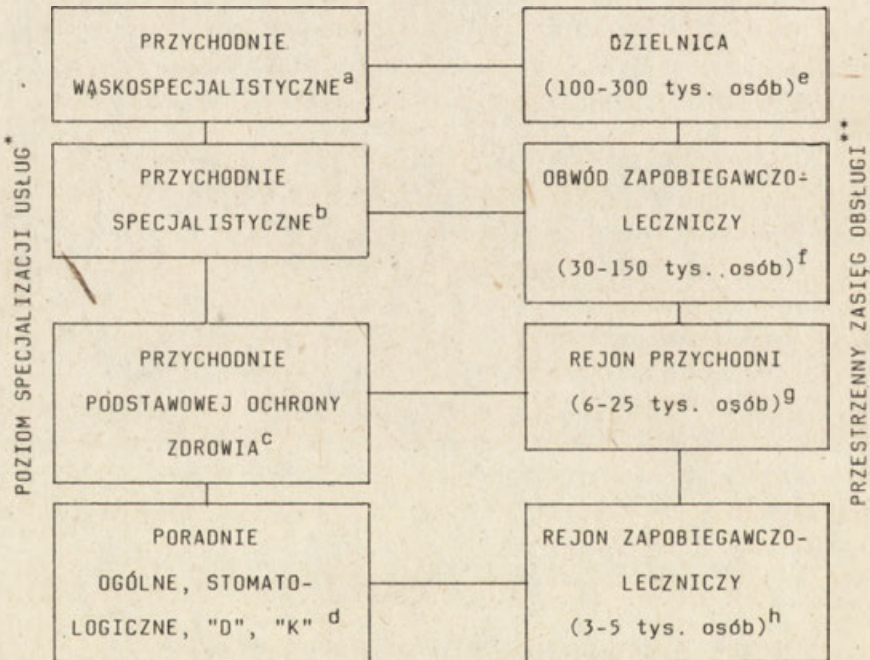 POZIOM SPECJALIZACJI USŁUG*
PRZYCHODNIE
WĄSKOSPECJALISTYCZNE a
PRZYCHODNIE
SPECJALISTYCZNE b
PRZYCHODNIE
PODSTAWOWEJ OCHRONY
ZDROWIA c
PORADNIE
OGÓLNE, STOMATO-
LOGICZNE, "D", "K" d
DZIELNICA
(100-300 tys. osób) e
OBWÓD ZAPOBIEGAWCZO-
LECZNICZY
(30-150 tys. osób) f
REJON PRZYCHODNI
(6-25 tys. osób) g
REJON ZAPOBIEGAWCZO-
LECZNICZY
(3-5 tys. osób) h
PRZESTRZENNY ZASIĘG OBSŁUGI**